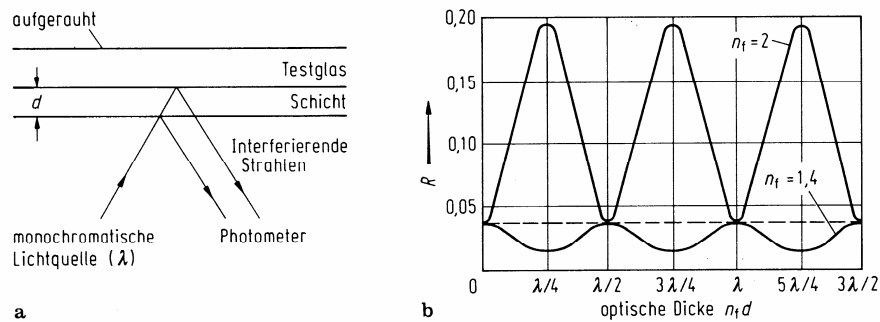 aufgerauht
Testglas
d
Schicht
Interferierende
Strahlen
monochromatische
Lichtquelle (λ)
Photometer
a
0,20
0,15
0,10
0,05
R
n_f = 2
n_f = 1,4
0
λ/4
λ/2
3λ/4
λ
5λ/4
3λ/2
optische Dicke n_f d
b